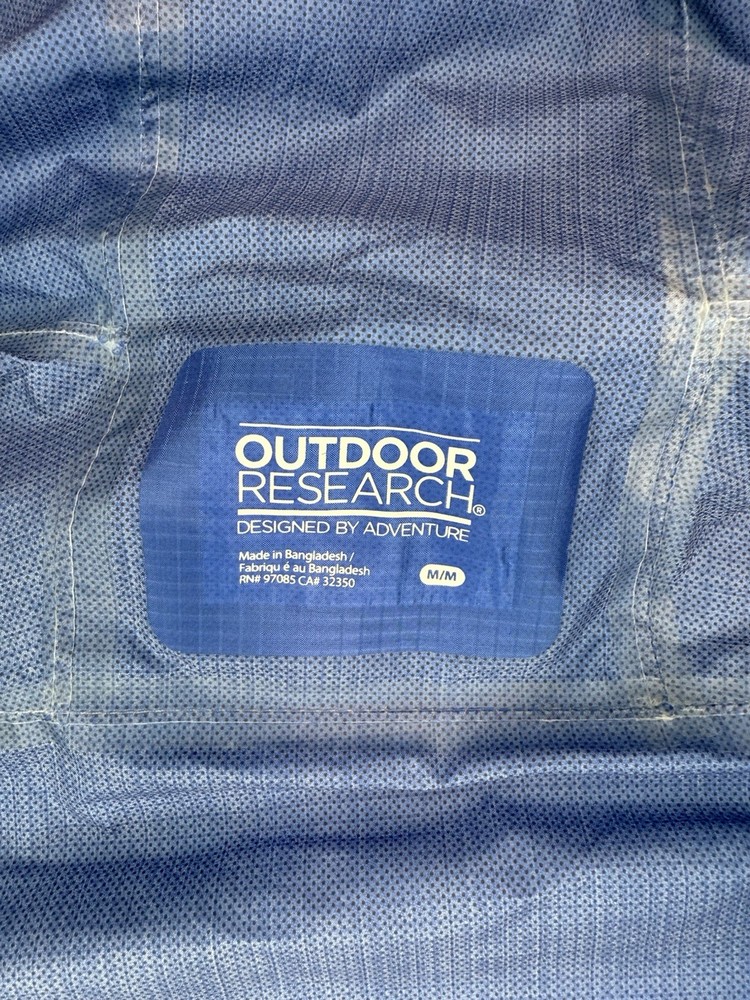 OUTDOOR
RESEARCH®
DESIGNED BY ADVENTURE
Made in Bangladesh /
Fabriqu é au Bangladesh
RN# 97085 CA# 32350
M/M